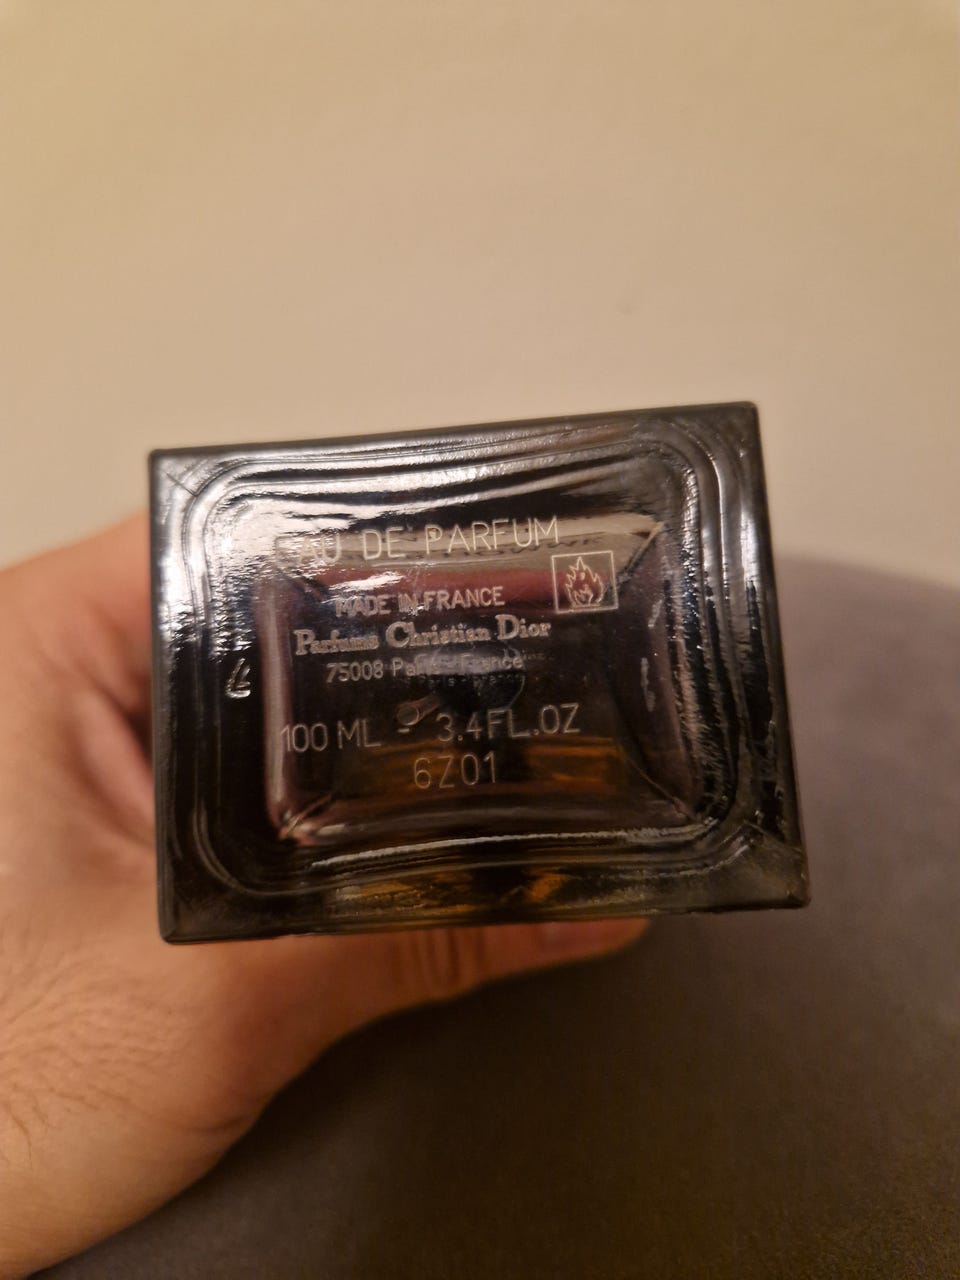 EAU DE PARFUM
MADE IN FRANCE
Parfums Christian Dior
75008 Paris France
100 ML - 3.4FL.OZ
6Z01